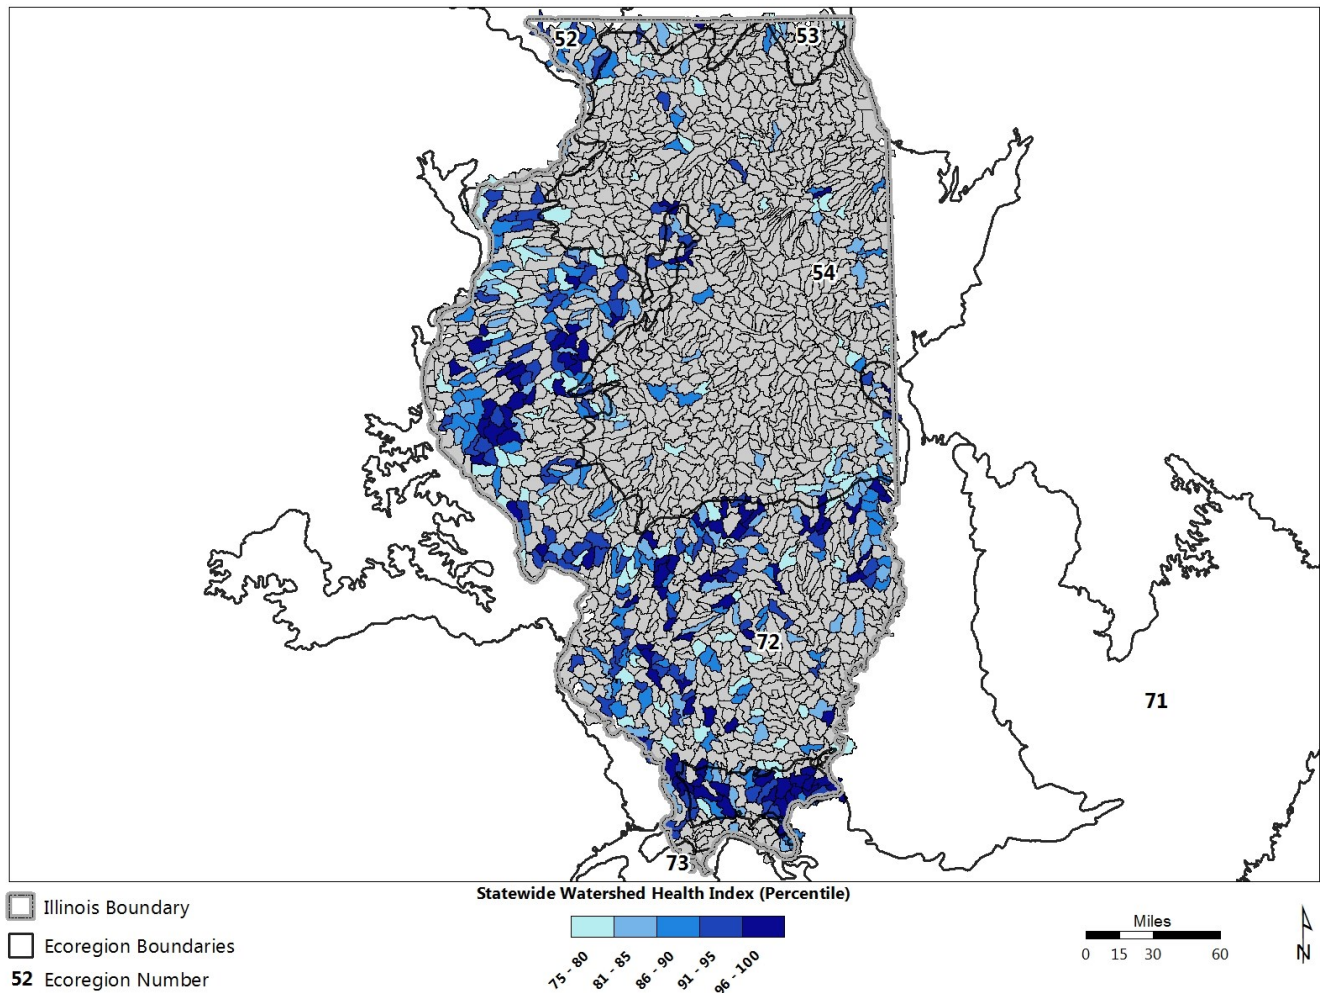 52
53
54
72
71
73
Statewide Watershed Health Index (Percentile)
75 - 80
81 - 85
86 - 90
91 - 95
96 - 100
Illinois Boundary
Ecoregion Boundaries
52 Ecoregion Number
Miles
0 15 30 60
N